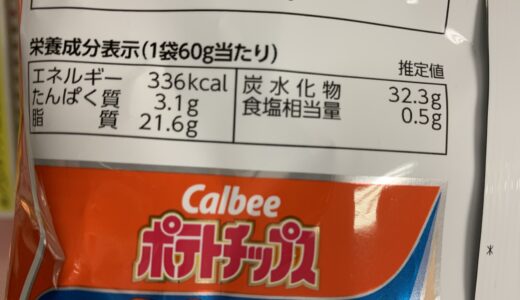 栄養成分表示(1袋60g当たり) 推定値
エネルギー 336kcal
たんぱく質 3.1g
脂質 21.6g
炭水化物 32.3g
食塩相当量 0.5g
Calbee
ポテトチップス
*